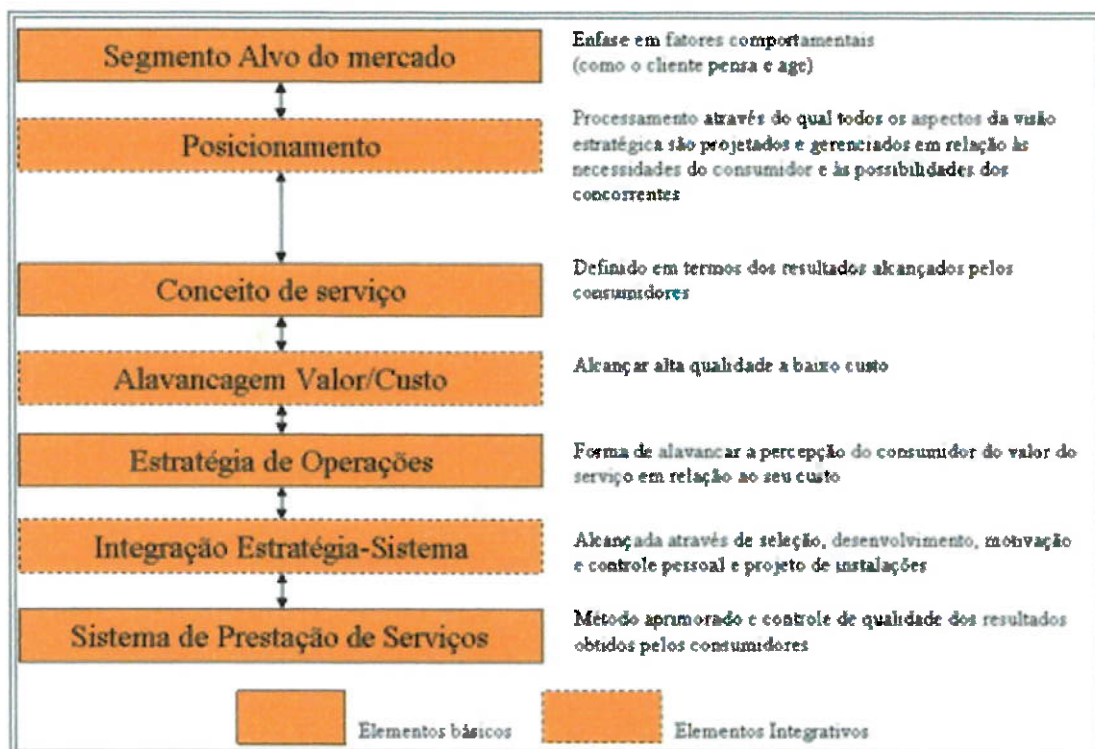 Segmento Alvo do mercado
Enfase em fatores comportamentais
(como o cliente pensa e age)
Posicionamento
Processamento através do qual todos os aspectos da visão
estratégica são projetados e gerenciados em relação às
necessidades do consumidor e às possibilidades dos
concorrentes
Conceito de serviço
Definido em termos dos resultados alcançados pelos
consumidores
Alavancagem Valor/Custo
Alcançar alta qualidade a baixo custo
Estratégia de Operações
Forma de alavancar a percepção do consumidor do valor do
serviço em relação ao seu custo
Integração Estratégia-Sistema
Alcançada através de seleção, desenvolvimento, motivação
e controle pessoal e projeto de instalações
Sistema de Prestação de Serviços
Método aprimorado e controle de qualidade dos resultados
obtidos pelos consumidores
Elementos básicos
Elementos Integrativos